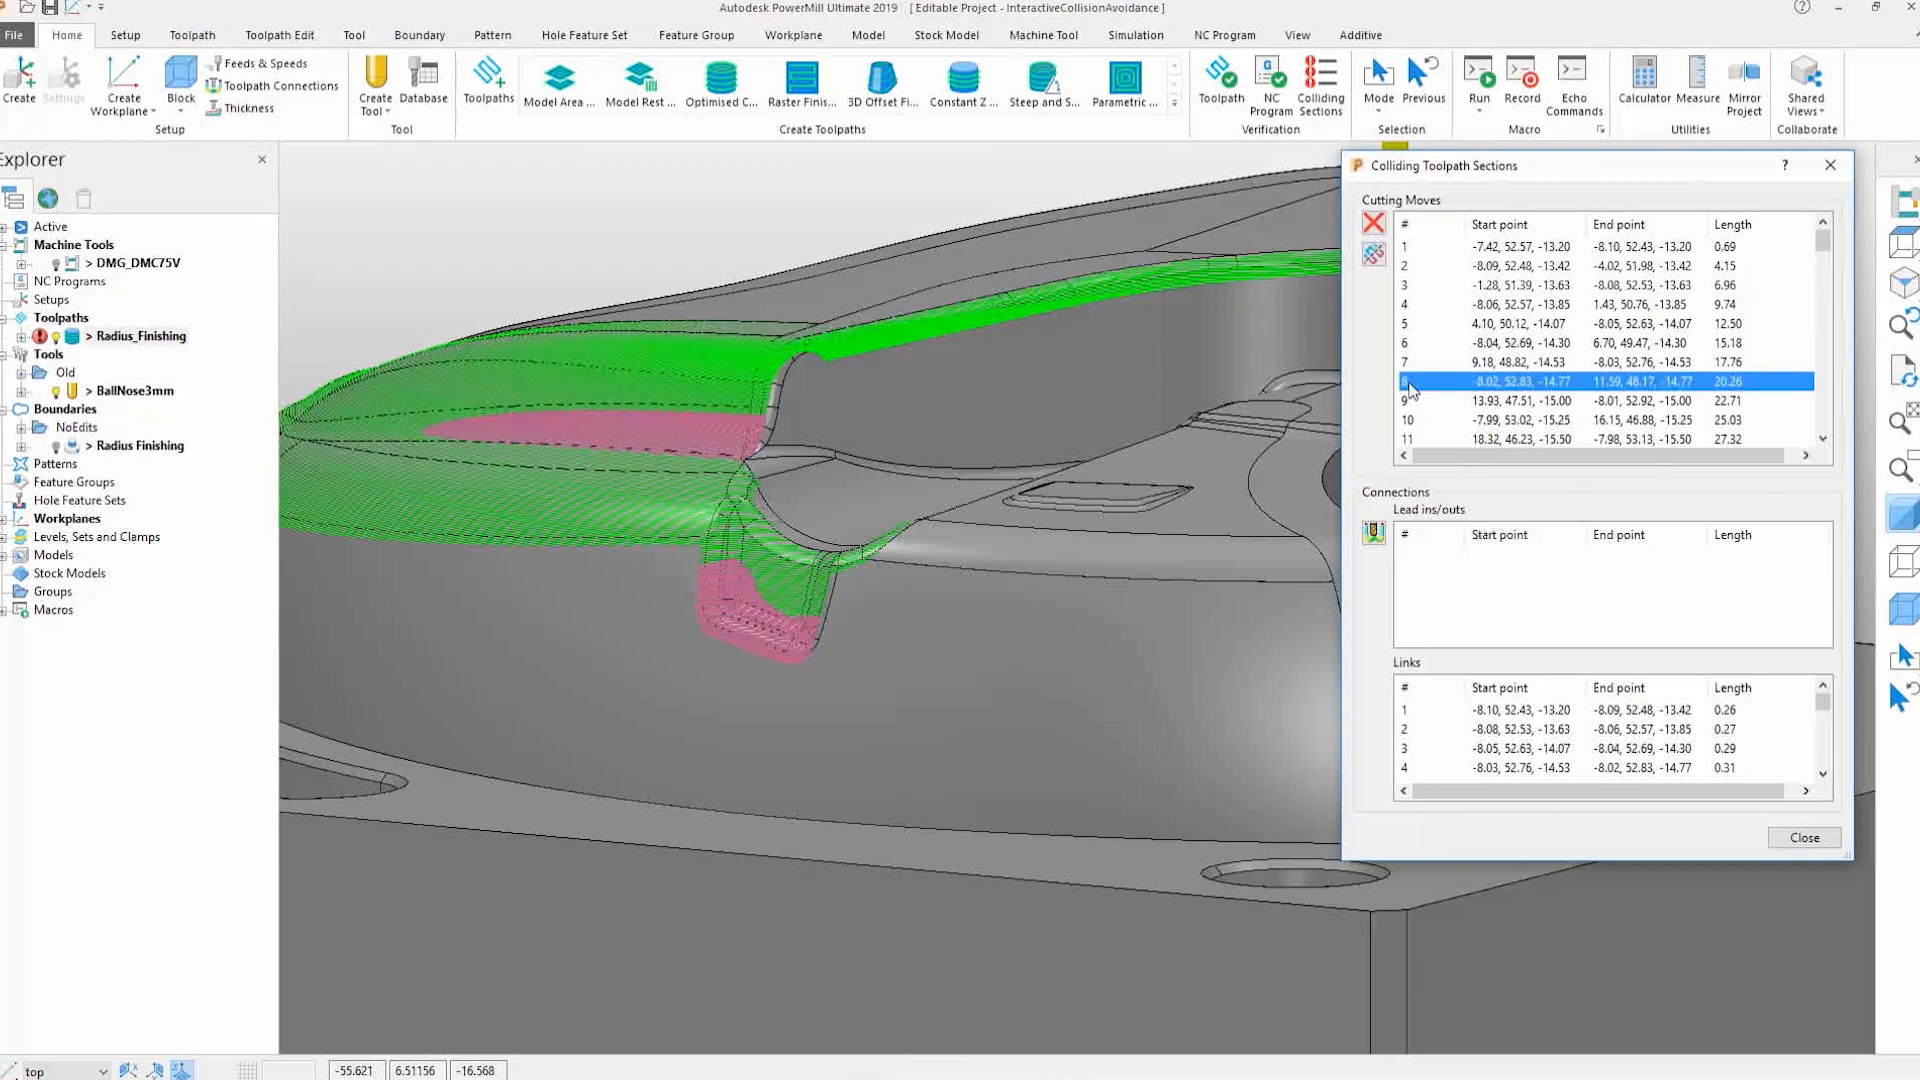 Autodesk PowerMill Ultimate 2019 [ Editable Project - InteractiveCollisionAvoidance ]
File Home Setup Toolpath Toolpath Edit Tool Boundary Pattern Hole Feature Set Feature Group Workplane Model Stock Model Machine Tool Simulation NC Program View Additive
Create
Settings
Create Workplane
Block
Feeds & Speeds
Toolpath Connections
Thickness
Setup
Create Tool
Database
Tool
Toolpaths
Model Area ...
Model Rest ...
Optimised C...
Raster Finis...
3D Offset Fi...
Constant Z ...
Steep and S...
Parametric ...
Create Toolpaths
Toolpath
NC Program
Colliding Sections
Verification
Mode
Previous
Selection
Run
Record
Echo Commands
Macro
Calculator
Measure
Mirror Project
Utilities
Shared Views
Collaborate
Explorer
Active
Machine Tools
> DMG_DMC75V
NC Programs
Setups
Toolpaths
> Radius_Finishing
Tools
Old
> BallNose3mm
Boundaries
NoEdits
> Radius Finishing
Patterns
Feature Groups
Hole Feature Sets
Workplanes
Levels, Sets and Clamps
Models
Stock Models
Groups
Macros
Colliding Toolpath Sections
Cutting Moves
# Start point End point Length
1 -7.42, 52.57, -13.20 -8.10, 52.43, -13.20 0.69
2 -8.09, 52.48, -13.42 -4.02, 51.98, -13.42 4.15
3 -1.28, 51.39, -13.63 -8.08, 52.53, -13.63 6.96
4 -8.06, 52.57, -13.85 1.43, 50.76, -13.85 9.74
5 4.10, 50.12, -14.07 -8.05, 52.63, -14.07 12.50
6 -8.04, 52.69, -14.30 6.70, 49.47, -14.30 15.18
7 9.18, 48.82, -14.53 -8.03, 52.76, -14.53 17.76
8 -8.02, 52.83, -14.77 11.59, 48.17, -14.77 20.26
9 13.93, 47.51, -15.00 -8.01, 52.92, -15.00 22.71
10 -7.99, 53.02, -15.25 16.15, 46.88, -15.25 25.03
11 18.32, 46.23, -15.50 -7.98, 53.13, -15.50 27.32
Connections
Lead ins/outs
# Start point End point Length
Links
# Start point End point Length
1 -8.10, 52.43, -13.20 -8.09, 52.48, -13.42 0.26
2 -8.08, 52.53, -13.63 -8.06, 52.57, -13.85 0.27
3 -8.05, 52.63, -14.07 -8.04, 52.69, -14.30 0.29
4 -8.03, 52.76, -14.53 -8.02, 52.83, -14.77 0.31
Close
top -55.621 6.51156 -16.568